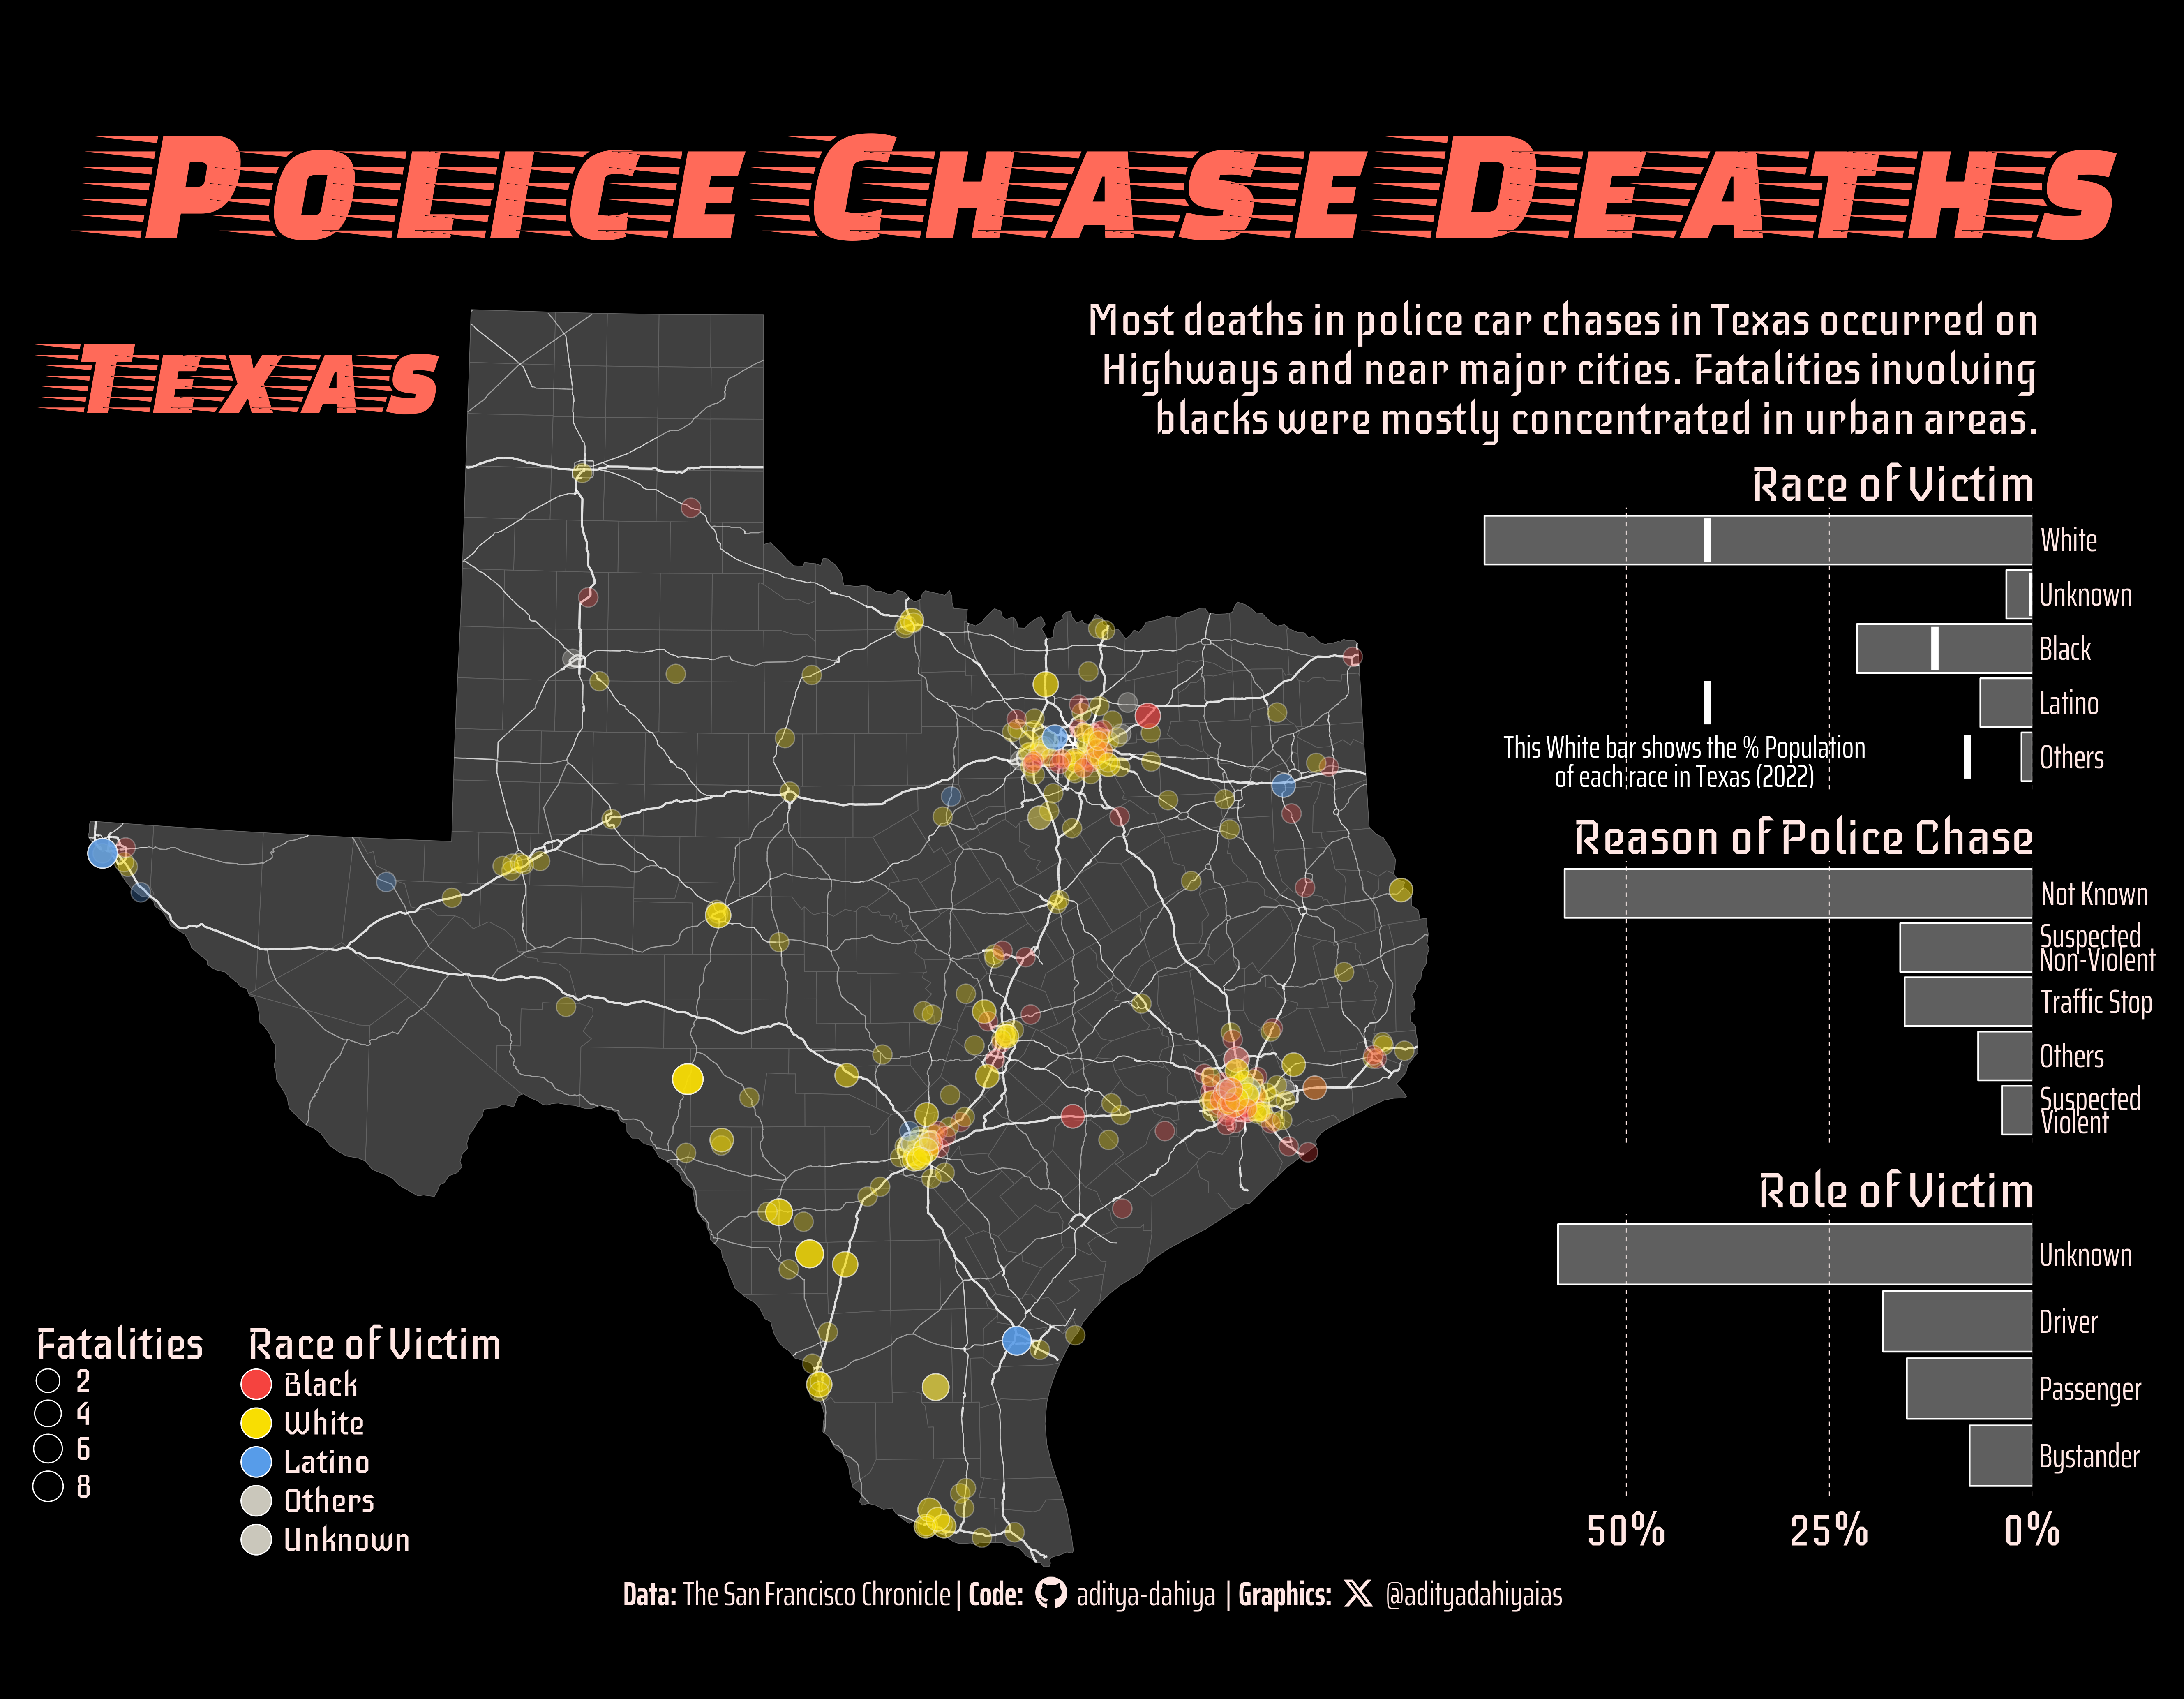 Police Chase Deaths
Texas
Most deaths in police car chases in Texas occurred on
Highways and near major cities. Fatalities involving
blacks were mostly concentrated in urban areas.
Race of Victim
White
Unknown
Black
Latino
Others
This White bar shows the % Population
of each race in Texas (2022)
Reason of Police Chase
Not Known
Suspected
Non-Violent
Traffic Stop
Others
Suspected
Violent
Role of Victim
Unknown
Driver
Passenger
Bystander
50% 25% 0%
Fatalities
2
4
6
8
Race of Victim
Black
White
Latino
Others
Unknown
Data: The San Francisco Chronicle | Code: aditya-dahiya | Graphics: @adityadahiyaias